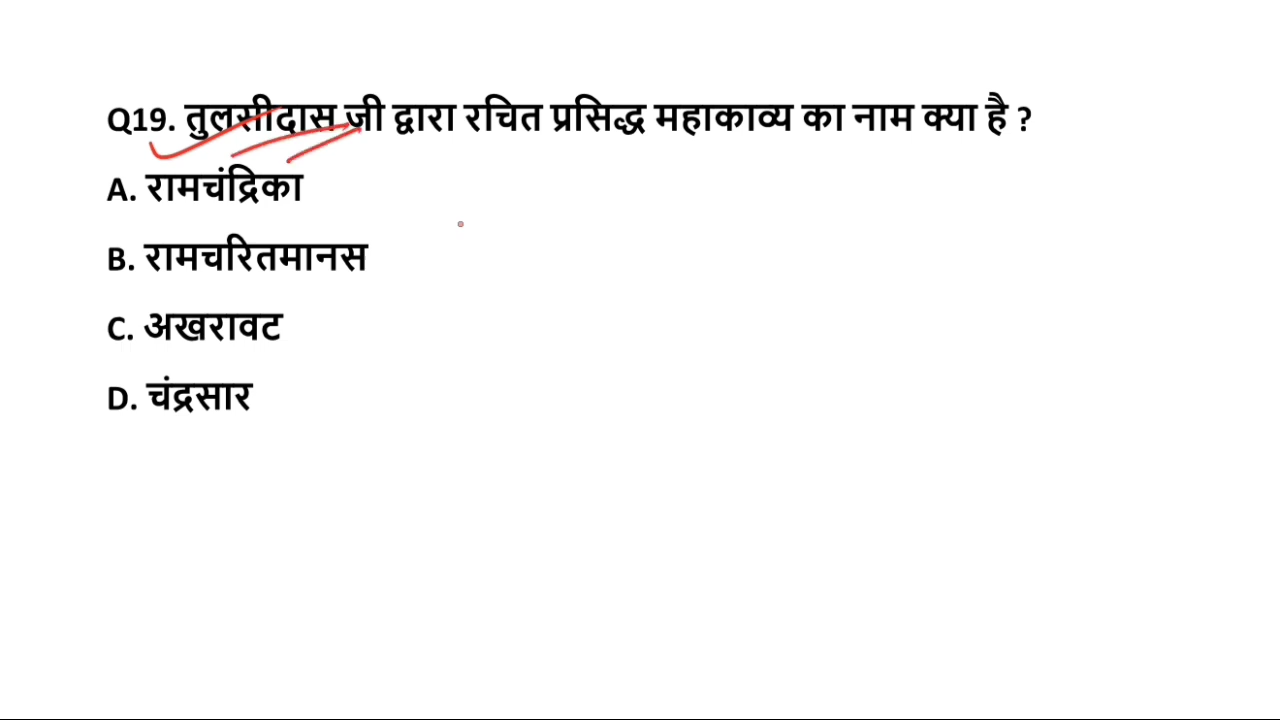 Q19. तुलसीदास जी द्वारा रचित प्रसिद्ध महाकाव्य का नाम क्या है ?
A. रामचंद्रिका
B. रामचरितमानस
C. अखरावट
D. चंद्रसार